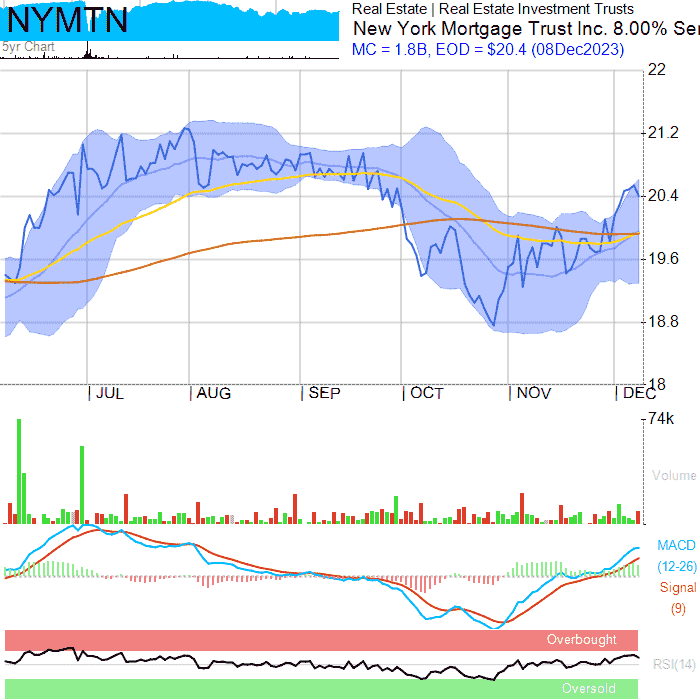 NYMTN
5yr Chart
Real Estate | Real Estate Investment Trusts
New York Mortgage Trust Inc. 8.00% Ser
MC = 1.8B, EOD = $20.4 (08Dec2023)
22
21.2
20.4
19.6
18.8
18
JUL AUG SEP OCT NOV DEC
74k
Volume
MACD
(12-26)
Signal
(9)
Overbought
RSI(14)
Oversold